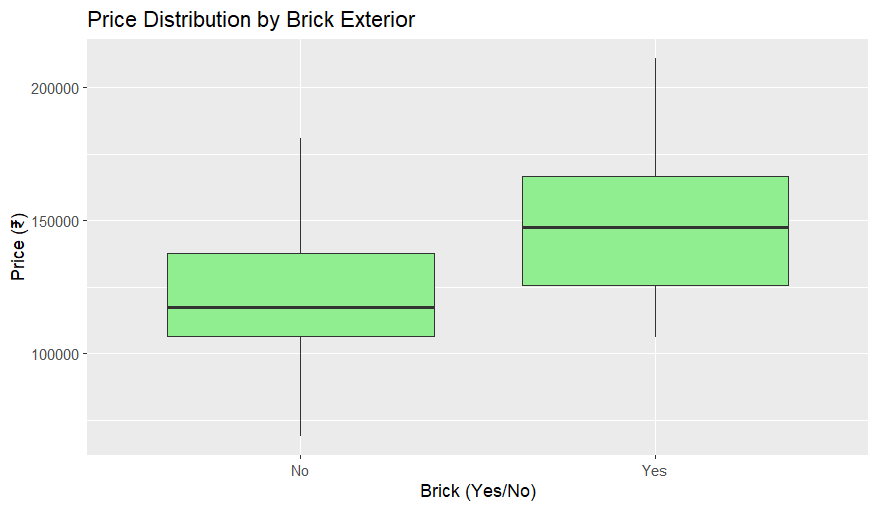 Price Distribution by Brick Exterior
200000
150000
100000
Price (₹)
No
Yes
Brick (Yes/No)